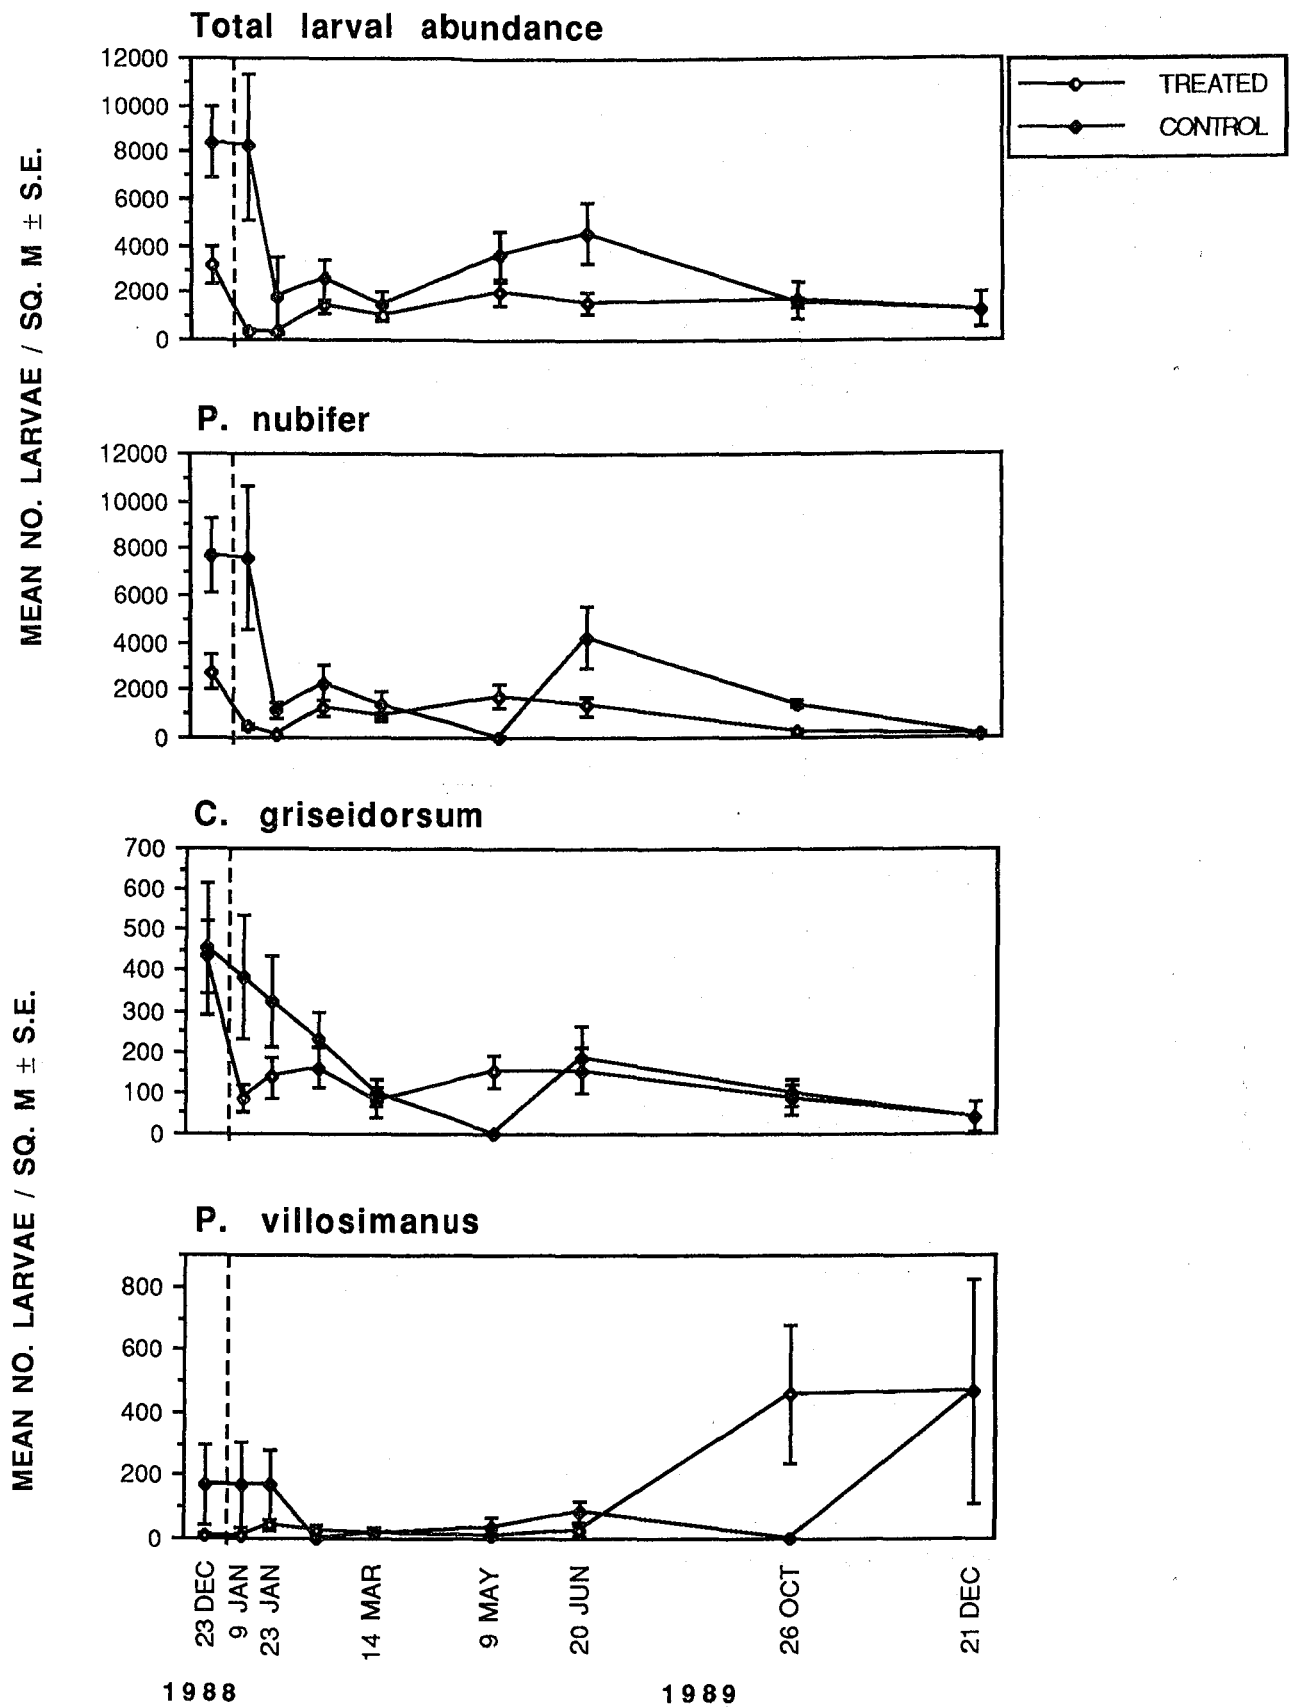 Total larval abundance
12000
10000
8000
6000
4000
2000
0
TREATED
CONTROL
MEAN NO. LARVAE / SQ. M ± S.E.
P. nubifer
12000
10000
8000
6000
4000
2000
0
C. griseidorsum
700
600
500
400
300
200
100
0
MEAN NO. LARVAE / SQ. M ± S.E.
P. villosimanus
800
600
400
200
0
23 DEC
9 JAN
23 JAN
14 MAR
9 MAY
20 JUN
26 OCT
21 DEC
1988
1989